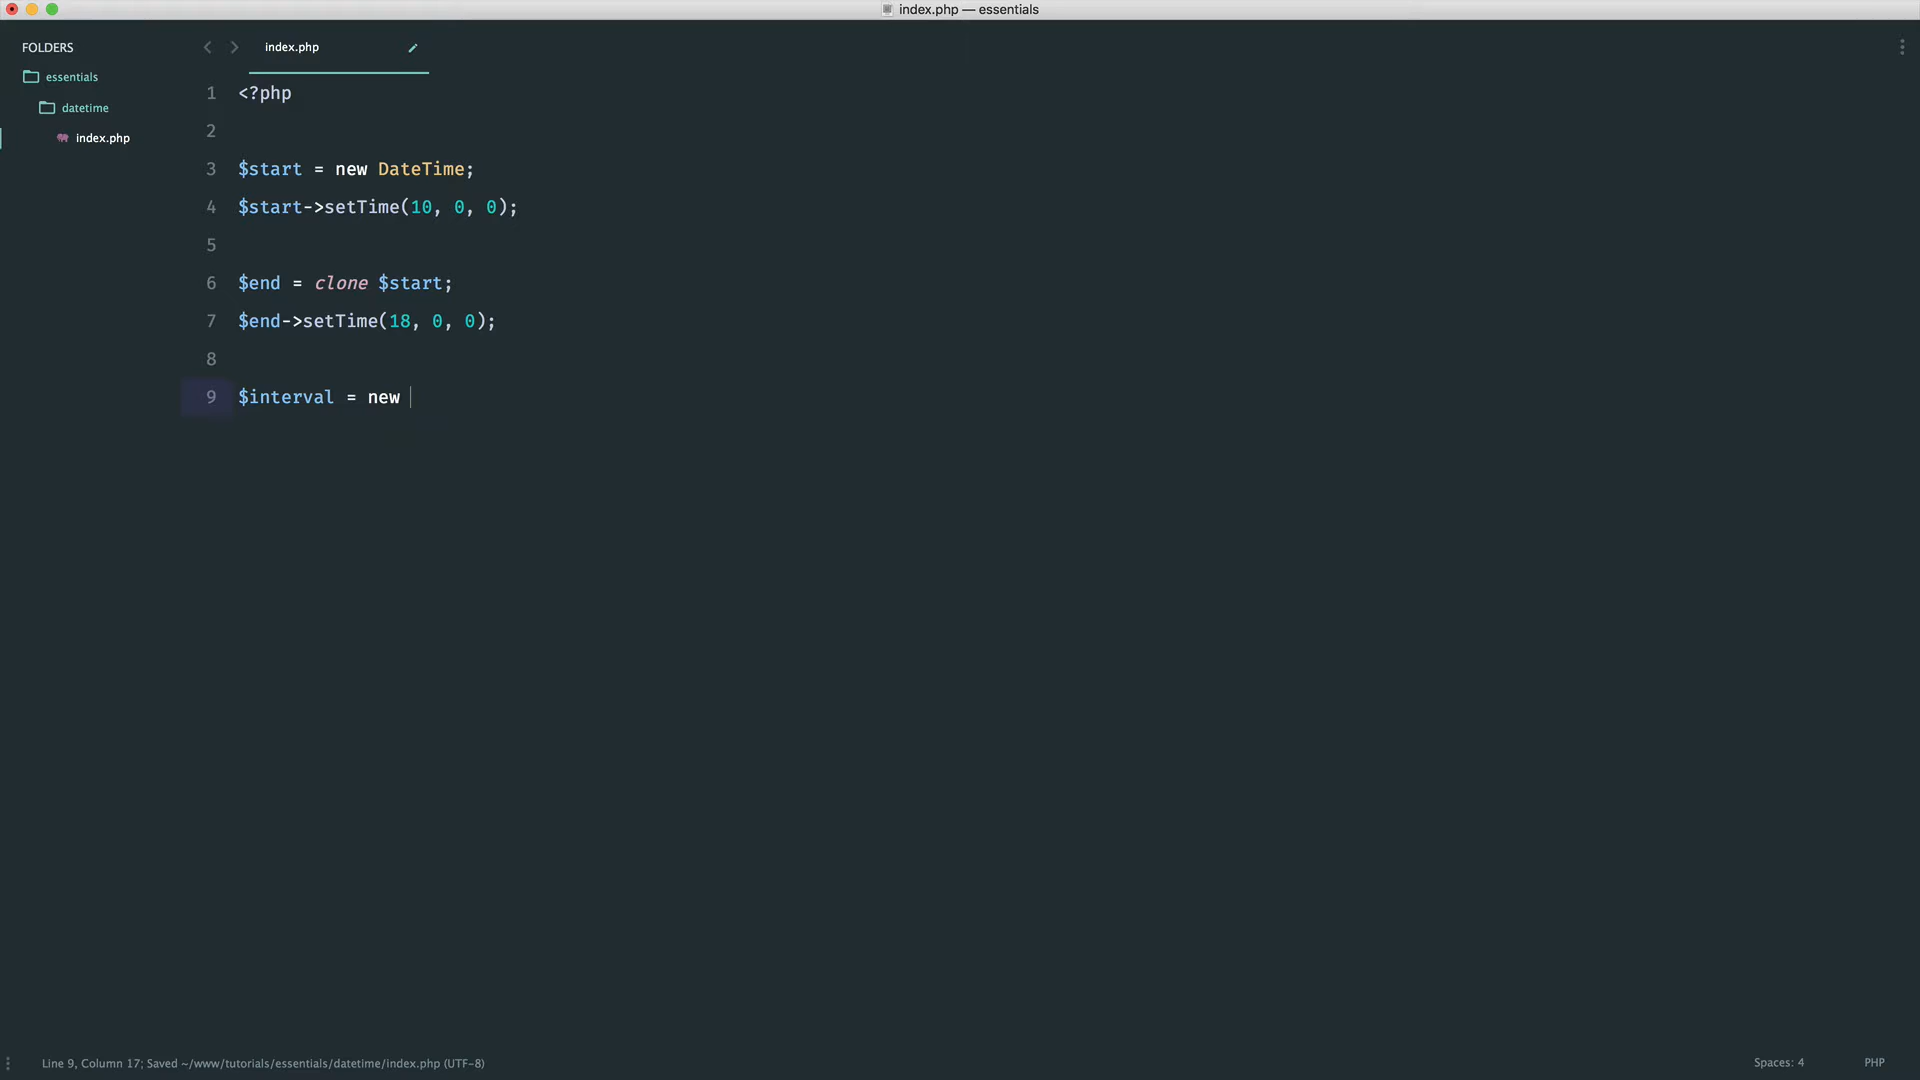 index.php — essentials
FOLDERS
essentials
datetime
index.php
index.php
1 <?php
2
3 $start = new DateTime;
4 $start->setTime(10, 0, 0);
5
6 $end = clone $start;
7 $end->setTime(18, 0, 0);
8
9 $interval = new
Line 9, Column 17; Saved ~/www/tutorials/essentials/datetime/index.php (UTF-8)
Spaces: 4
PHP